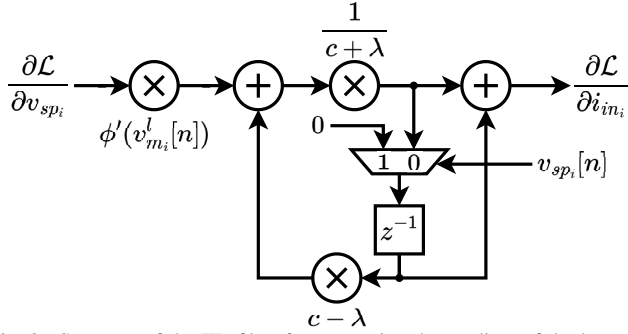 1
c + λ
∂ℒ
∂v_{sp_i}
× + × +
∂ℒ
∂i_{in_i}
ϕ′(v^l_{m_i}[n])
0
1 0
v_{sp_i}[n]
z^{−1}
×
c − λ